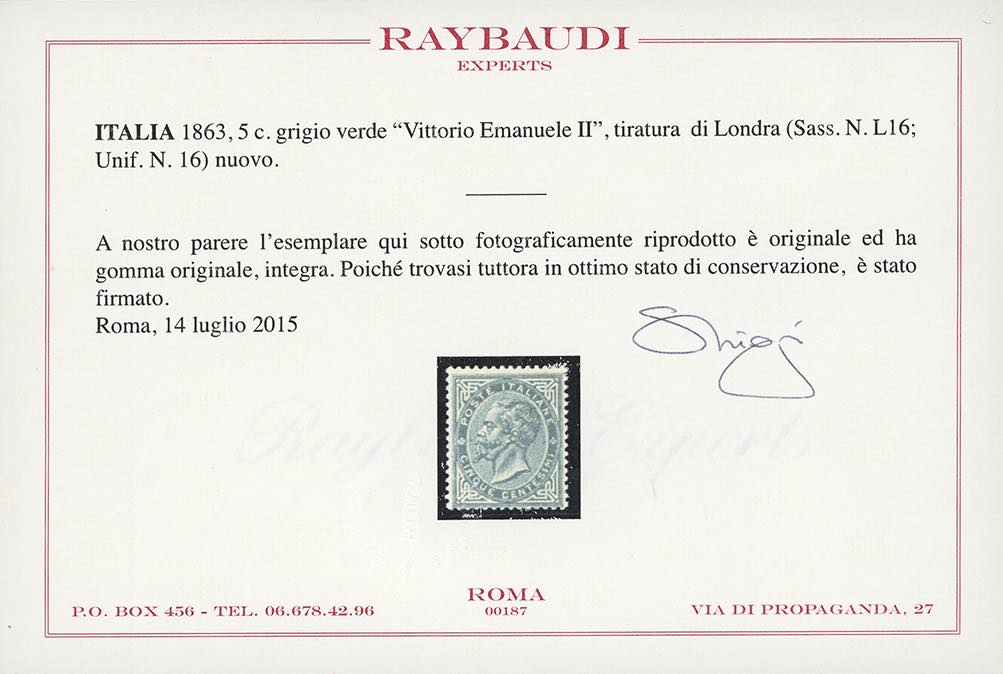 RAYBAUDI
EXPERTS
ITALIA 1863, 5 c. grigio verde “Vittorio Emanuele II”, tiratura di Londra (Sass. N. L16;
Unif. N. 16) nuovo.
A nostro parere l’esemplare qui sotto fotograficamente riprodotto è originale ed ha
gomma originale, integra. Poiché trovasi tuttora in ottimo stato di conservazione, è stato
firmato.
Roma, 14 luglio 2015
POSTE ITALIANE
CINQUE CENTESIMI
Experts
P.O. BOX 456 - TEL. 06.678.42.96
ROMA
00187
VIA DI PROPAGANDA, 27